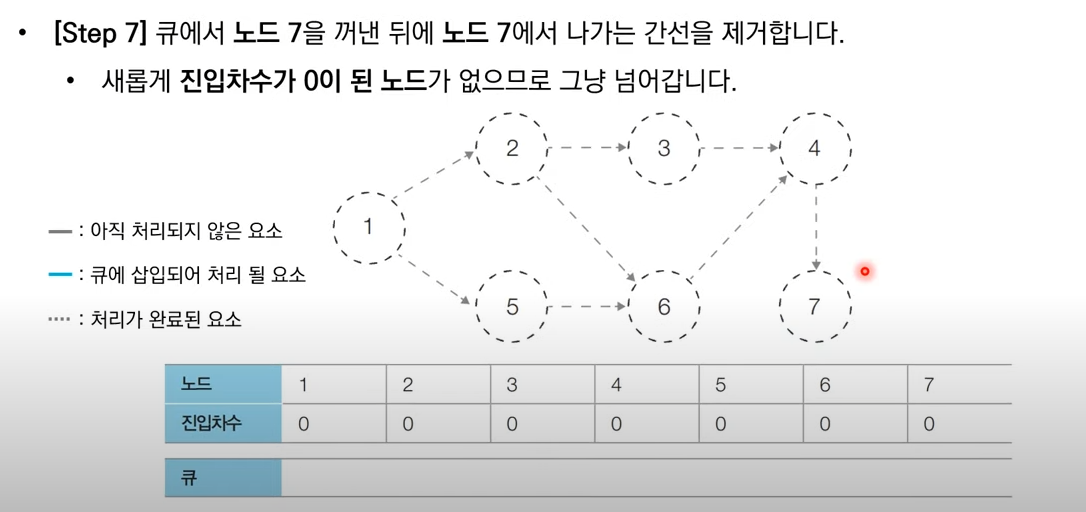 • [Step 7] 큐에서 노드 7을 꺼낸 뒤에 노드 7에서 나가는 간선을 제거합니다.
• 새롭게 진입차수가 0이 된 노드가 없으므로 그냥 넘어갑니다.
2 3 4
1
: 아직 처리되지 않은 요소
: 큐에 삽입되어 처리 될 요소
5 6 7
: 처리가 완료된 요소
노드 1 2 3 4 5 6 7
진입차수 0 0 0 0 0 0 0
큐